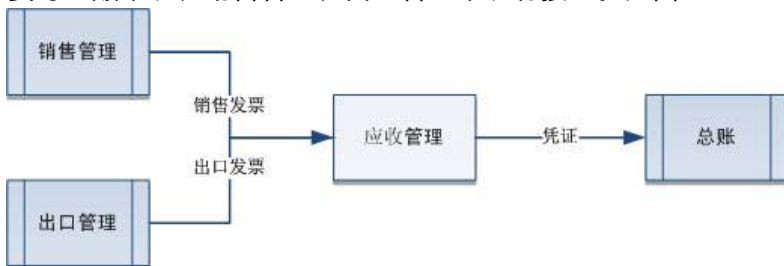 销售管理
销售发票
应收管理
凭证
总账
出口发票
出口管理